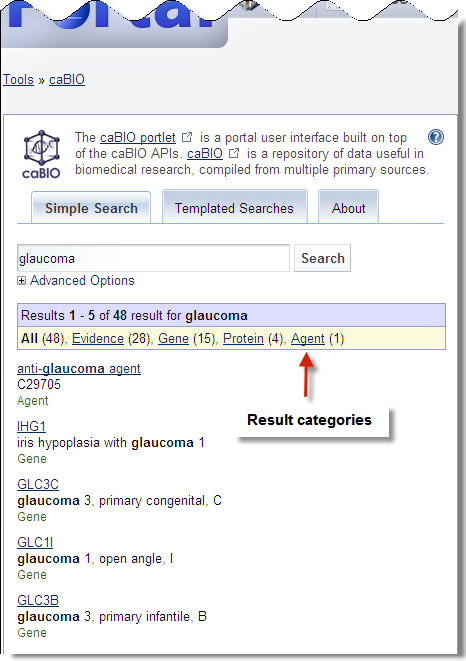 Portal
Tools » caBIO
The caBIO portlet is a portal user interface built on top
of the caBIO APIs. caBIO is a repository of data useful in
biomedical research, compiled from multiple primary sources.
caBIO
?
Simple Search Templated Searches About
glaucoma Search
Advanced Options
Results 1 - 5 of 48 result for glaucoma
All (48), Evidence (28), Gene (15), Protein (4), Agent (1)
anti-glaucoma agent
C29705
Agent
Result categories
IHG1
iris hypoplasia with glaucoma 1
Gene
GLC3C
glaucoma 3, primary congenital, C
Gene
GLC1I
glaucoma 1, open angle, I
Gene
GLC3B
glaucoma 3, primary infantile, B
Gene